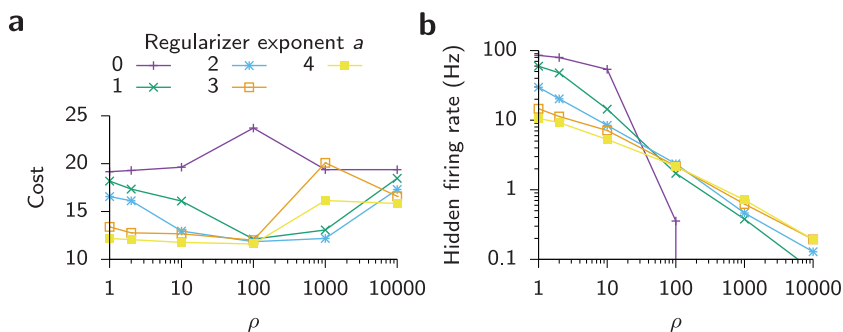 a
Regularizer exponent a
0 2 4
1 3
25
20
15
10
Cost
1 10 100 1000 10000
ρ
b
100
10
1
0.1
Hidden firing rate (Hz)
1 10 100 1000 10000
ρ